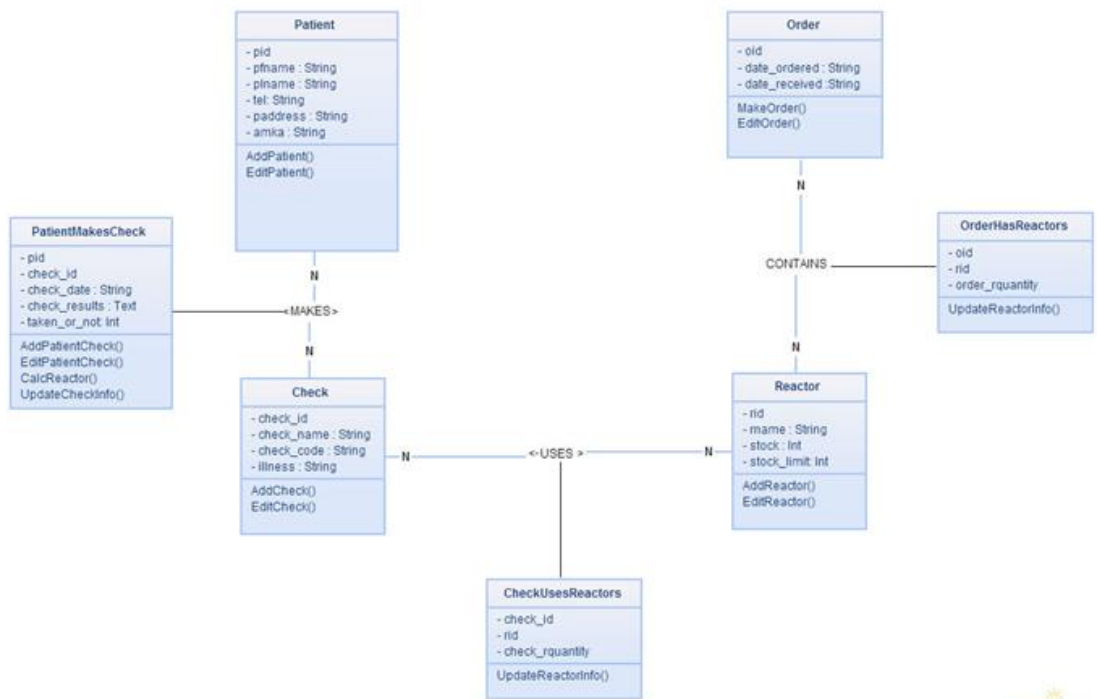 Patient
- pid
- pfname : String
- plname : String
- tel: String
- paddress : String
- amka : String
AddPatient()
EditPatient()
Order
- oid
- date_ordered : String
- date_received :String
MakeOrder()
EditOrder()
PatientMakesCheck
- pid
- check_id
- check_date : String
- check_results : Text
- taken_or_not: Int
AddPatientCheck()
EditPatientCheck()
CalcReactor()
UpdateCheckInfo()
N
<MAKES>
N
N
CONTAINS
N
OrderHasReactors
- oid
- rid
- order_rquantity
UpdateReactorInfo()
Check
- check_id
- check_name : String
- check_code : String
- illness : String
AddCheck()
EditCheck()
N
<-USES >
N
Reactor
- rid
- rname : String
- stock : Int
- stock_limit: Int
AddReactor()
EditReactor()
CheckUsesReactors
- check_id
- rid
- check_rquantity
UpdateReactorInfo()